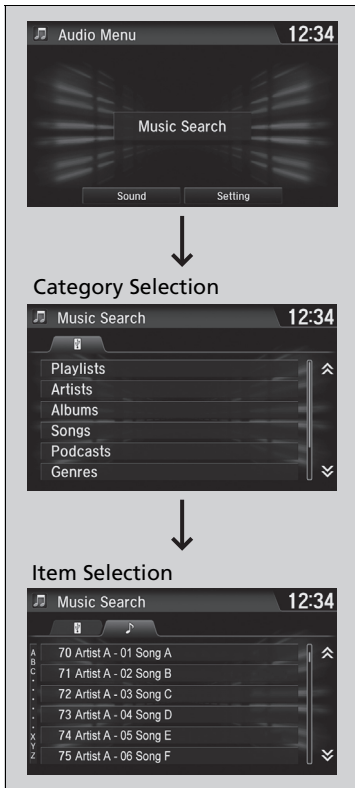 Audio Menu 12:34
Music Search
Sound Setting
Category Selection
Music Search 12:34
Playlists
Artists
Albums
Songs
Podcasts
Genres
Item Selection
Music Search 12:34
A
B
C
70 Artist A - 01 Song A
71 Artist A - 02 Song B
72 Artist A - 03 Song C
73 Artist A - 04 Song D
74 Artist A - 05 Song E
75 Artist A - 06 Song F
X
Y
Z